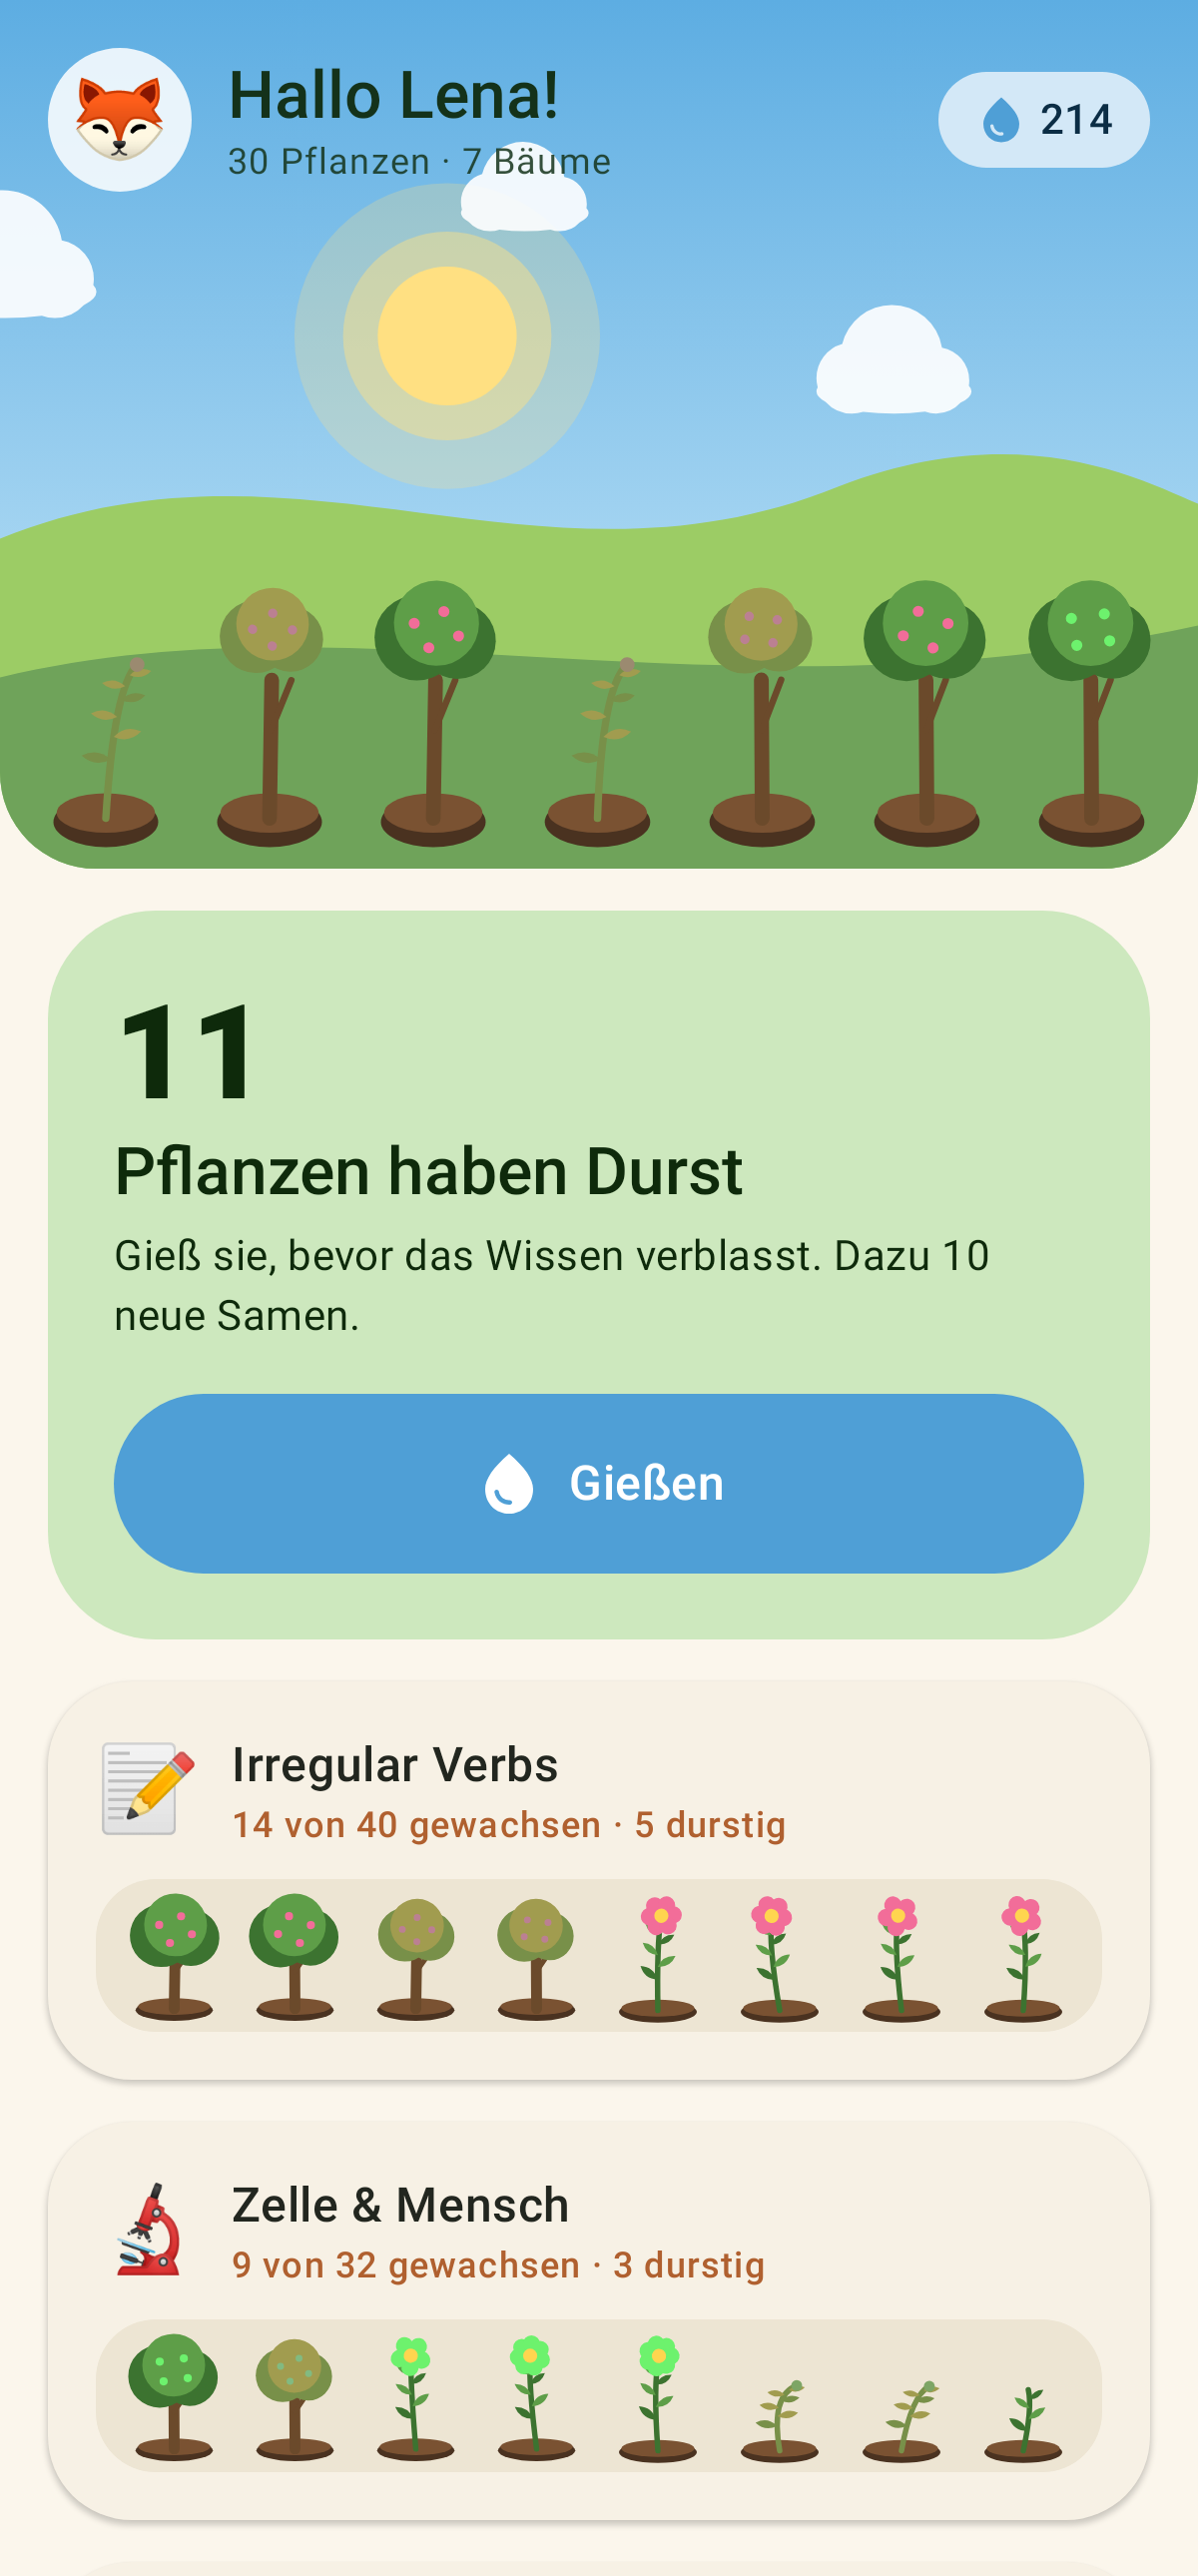 Hallo Lena!
30 Pflanzen · 7 Bäume
214
11
Pflanzen haben Durst
Gieß sie, bevor das Wissen verblasst. Dazu 10
neue Samen.
Gießen
Irregular Verbs
14 von 40 gewachsen · 5 durstig
Zelle & Mensch
9 von 32 gewachsen · 3 durstig